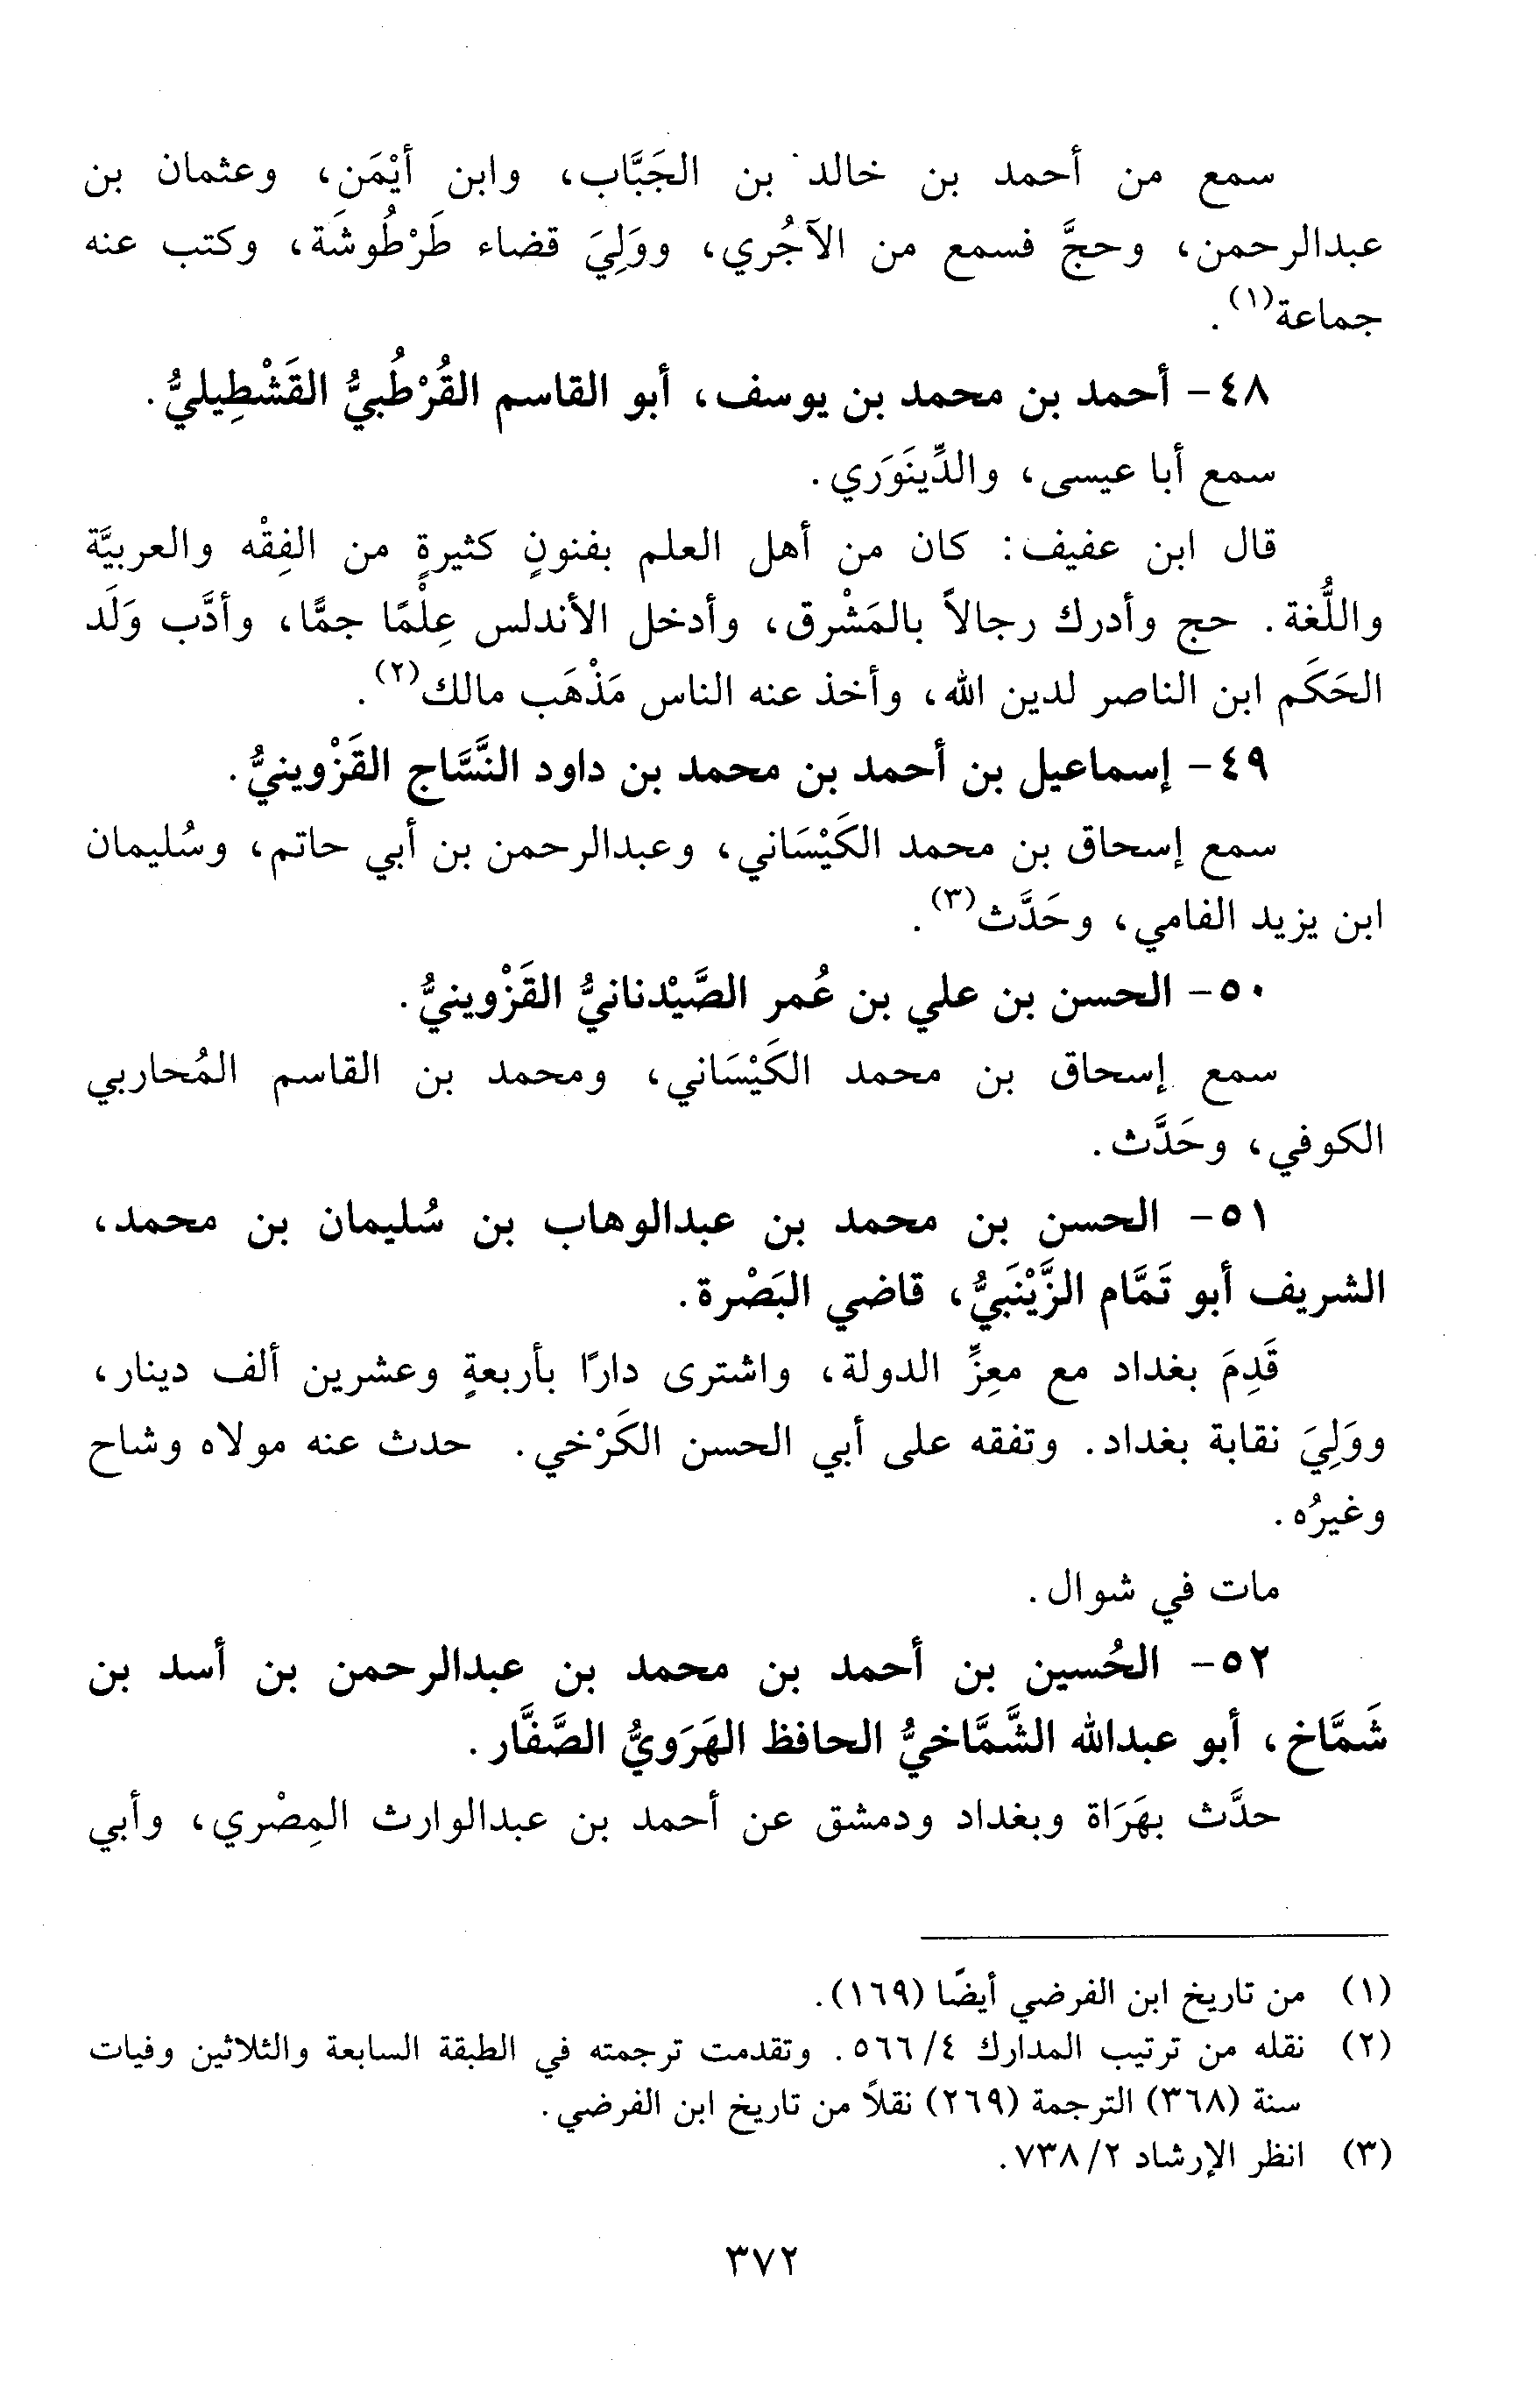 سمع من أحمد بن خالد بن الجَبَّاب، وابن أيْمَن، وعثمان بن
عبدالرحمن، وحجَّ فسمع من الآجُري، ووَلِيَ قضاء طَرْطُوشَة، وكتب عنه
جماعة(١).
٤٨- أحمد بن محمد بن يوسف، أبو القاسم القُرْطُبيُّ القَشْطِيليُّ.
سمع أبا عيسى، والدِّينَوَري.
قال ابن عفيف: كان من أهل العلم بفنونٍ كثيرةٍ من الفِقْه والعربيَّة
واللُّغة. حج وأدرك رجالاً بالمَشْرق، وأدخل الأندلس عِلْمًا جمًّا، وأدَّب وَلَد
الحَكَم ابن الناصر لدين الله، وأخذ عنه الناس مَذْهَب مالك(٢).
٤٩- إسماعيل بن أحمد بن محمد بن داود النَّسَّاج القَزْوينيُّ.
سمع إسحاق بن محمد الكَيْسَاني، وعبدالرحمن بن أبي حاتم، وسُليمان
ابن يزيد الفامي، وحَدَّث(٣).
٥٠- الحسن بن علي بن عُمر الصَّيْدنانيُّ القَزْوينيُّ.
سمع إسحاق بن محمد الكَيْسَاني، ومحمد بن القاسم المُحاربي
الكوفي، وحَدَّث.
٥١- الحسن بن محمد بن عبدالوهاب بن سُليمان بن محمد،
الشريف أبو تَمَّام الزَّيْنَبيُّ، قاضي البَصْرة.
قَدِمَ بغداد مع معِزِّ الدولة، واشترى دارًا بأربعةٍ وعشرين ألف دينار،
ووَلِيَ نقابة بغداد. وتفقه على أبي الحسن الكَرْخي. حدث عنه مولاه وشاح
وغيرُه.
مات في شوال.
٥٢- الحُسين بن أحمد بن محمد بن عبدالرحمن بن أسد بن
شَمَّاخ، أبو عبدالله الشَّمَّاخيُّ الحافظ الهَرَويُّ الصَّفَّار.
حدَّث بهَرَاة وبغداد ودمشق عن أحمد بن عبدالوارث المِصْري، وأبي
(١) من تاريخ ابن الفرضي أيضًا (١٦٩).
(٢) نقله من ترتيب المدارك ٤/ ٥٦٦. وتقدمت ترجمته في الطبقة السابعة والثلاثين وفيات
سنة (٣٦٨) الترجمة (٢٦٩) نقلاً من تاريخ ابن الفرضي.
(٣) انظر الإرشاد ٢/ ٧٣٨.
٣٧٢